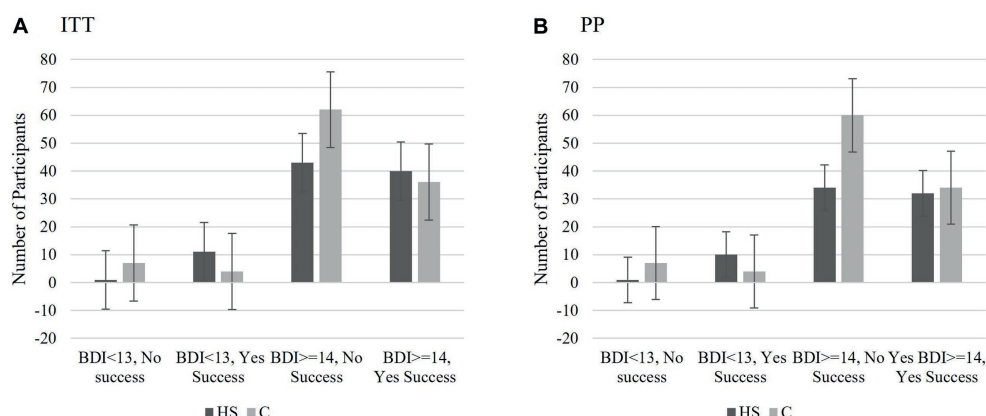 A ITT
Number of Participants
80
70
60
50
40
30
20
10
0
-10
-20
BDI<13, No
success
BDI<13, Yes
Success
BDI>=14, No
Success
BDI>=14,
Yes Success
HS C
B PP
Number of Participants
80
70
60
50
40
30
20
10
0
-10
-20
BDI<13, No
success
BDI<13, Yes
Success
BDI>=14, No
Success
Yes BDI>=14,
Yes Success
HS C